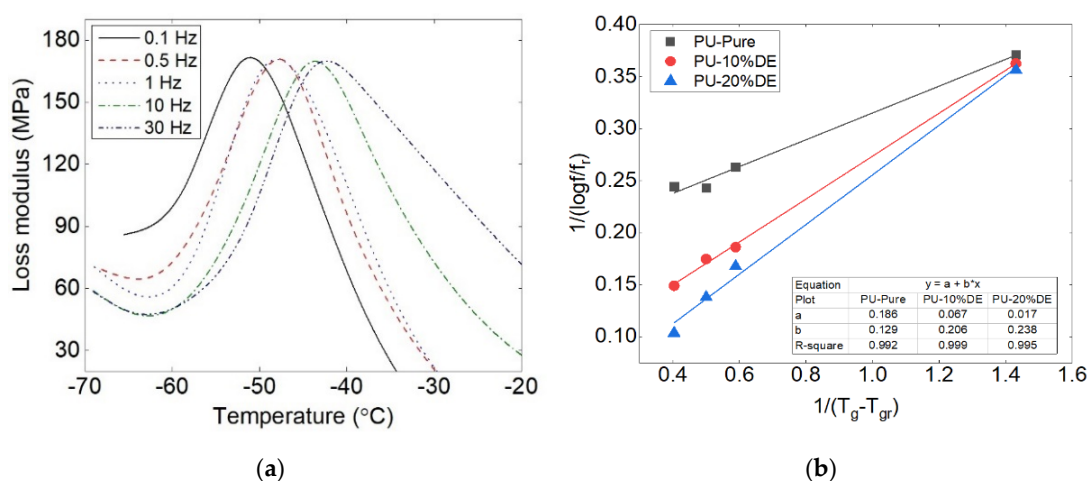 180
150
120
90
60
30
Loss modulus (MPa)
0.1 Hz
0.5 Hz
1 Hz
10 Hz
30 Hz
-70 -60 -50 -40 -30 -20
Temperature (°C)
(a)
0.40
0.35
0.30
0.25
0.20
0.15
0.10
1/(logf/fr)
PU-Pure
PU-10%DE
PU-20%DE
Equation y = a + b*x
Plot PU-Pure PU-10%DE PU-20%DE
a 0.186 0.067 0.017
b 0.129 0.206 0.238
R-square 0.992 0.999 0.995
0.4 0.6 0.8 1.0 1.2 1.4 1.6
1/(Tg-Tgr)
(b)